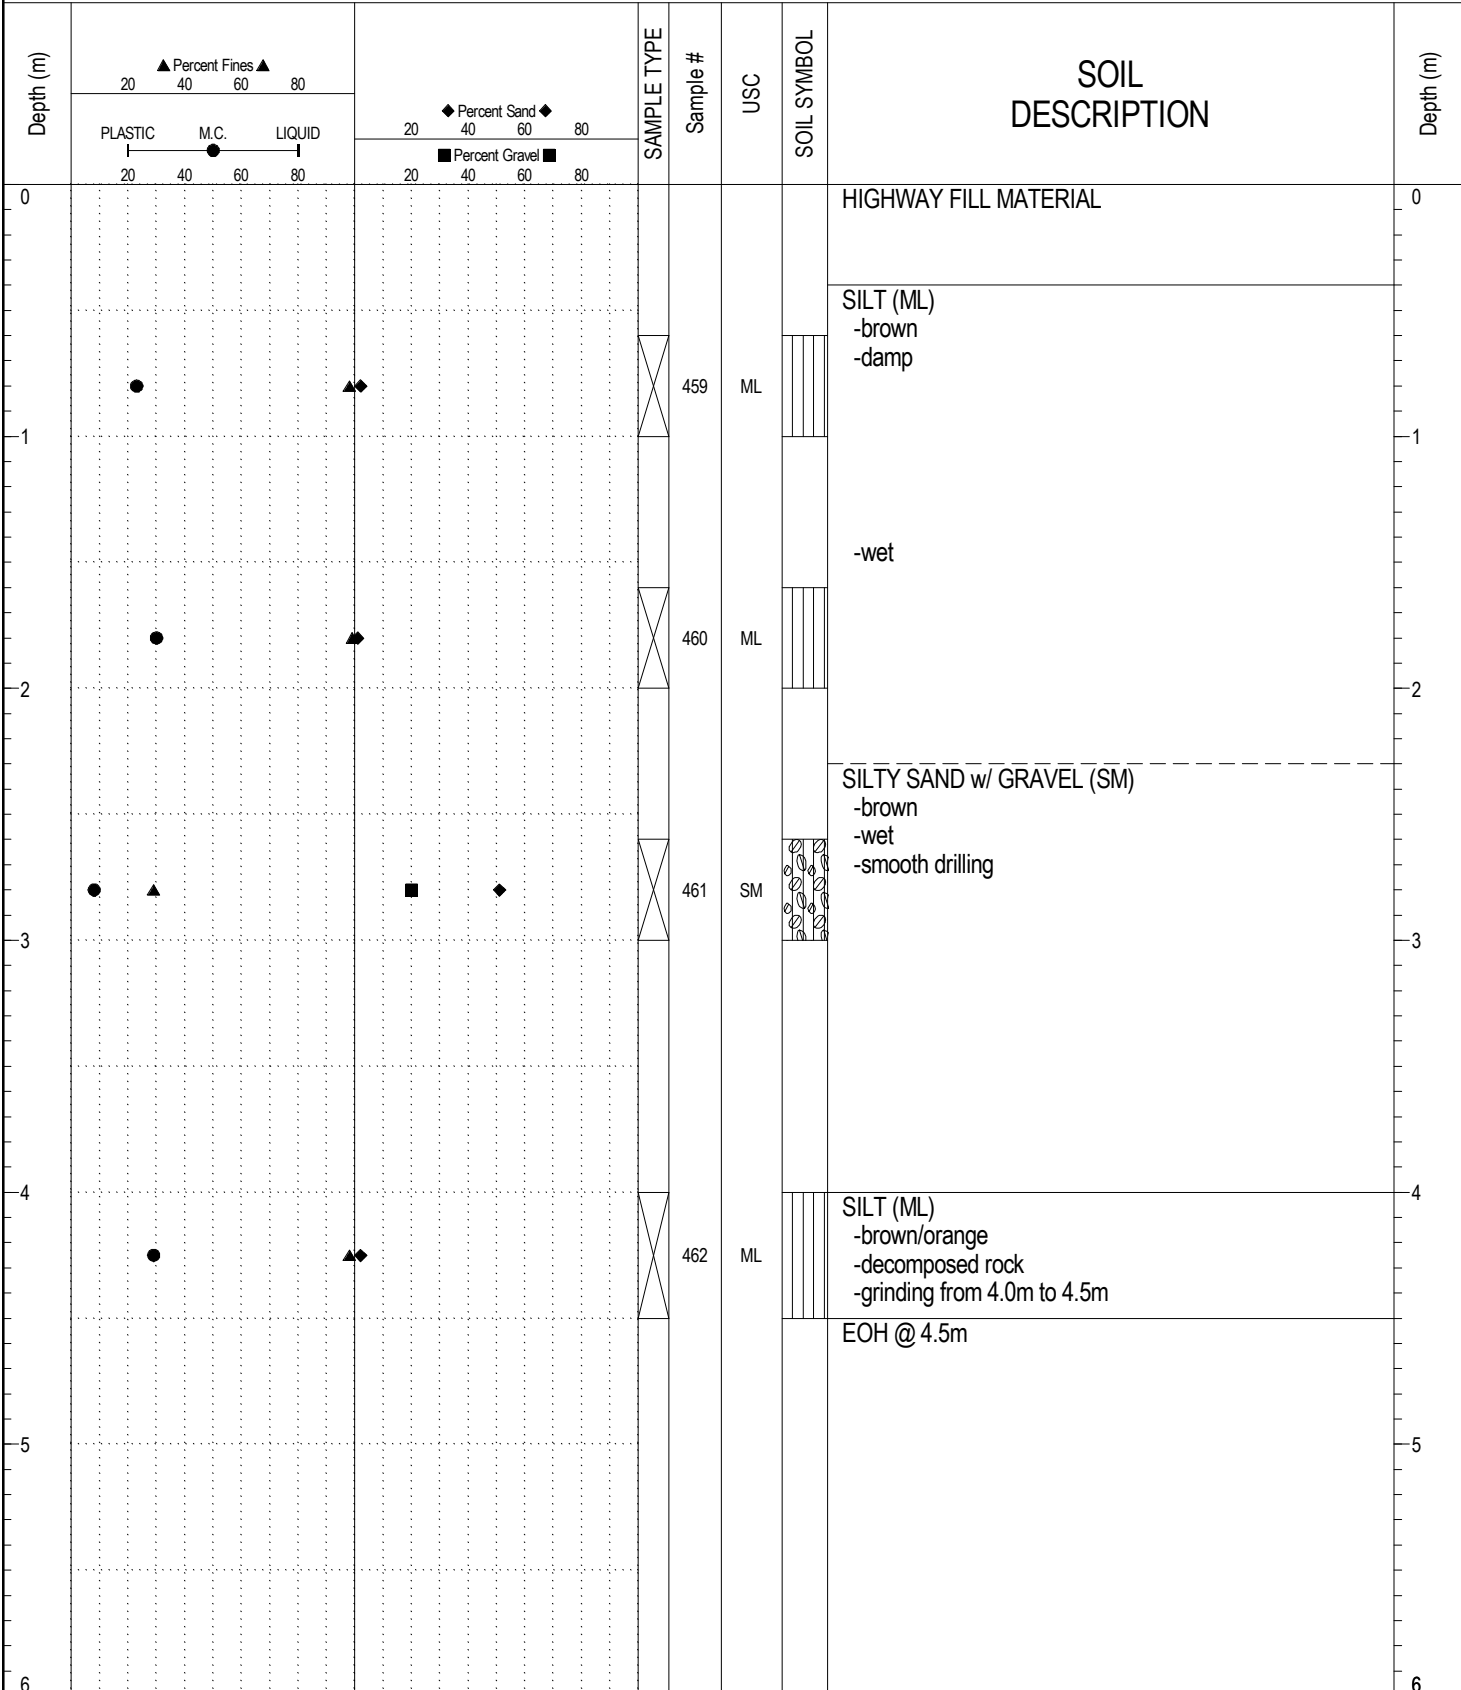 Depth (m)
▲ Percent Fines ▲
20 40 60 80
PLASTIC M.C. LIQUID
20 40 60 80
◆ Percent Sand ◆
20 40 60 80
■ Percent Gravel ■
20 40 60 80
SAMPLE TYPE
Sample #
USC
SOIL SYMBOL
SOIL
DESCRIPTION
Depth (m)
0 HIGHWAY FILL MATERIAL 0
SILT (ML)
-brown
-damp
459 ML
1 1
-wet
460 ML
2 2
SILTY SAND w/ GRAVEL (SM)
-brown
-wet
-smooth drilling
461 SM
3 3
4 4
SILT (ML)
-brown/orange
462 ML
-decomposed rock
-grinding from 4.0m to 4.5m
EOH @ 4.5m
5 5
6 6